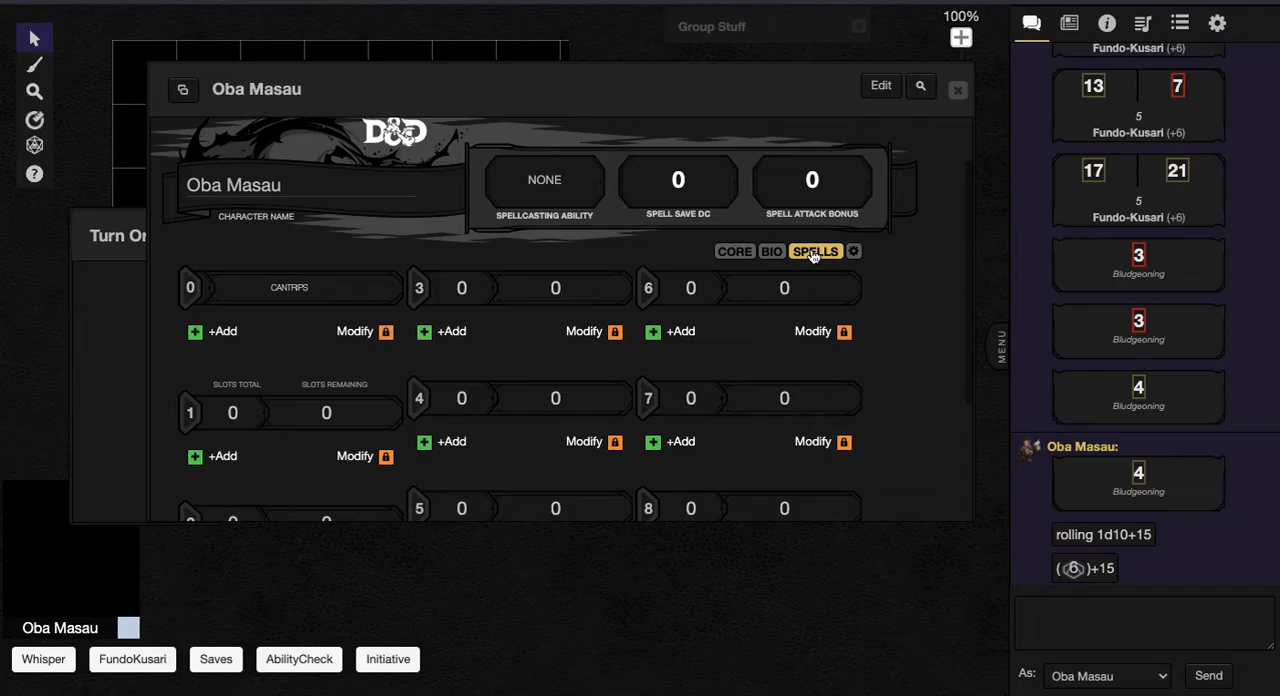 Group Stuff
100%
Oba Masau
Edit
D&D
Oba Masau
CHARACTER NAME
NONE
SPELLCASTING ABILITY
0
SPELL SAVE DC
0
SPELL ATTACK BONUS
Turn Or
CORE
BIO
SPELLS
0
CANTRIPS
+Add
Modify
SLOTS TOTAL
SLOTS REMAINING
1
0
0
+Add
Modify
0
0
3
0
0
+Add
Modify
4
0
0
+Add
Modify
5
0
0
6
0
0
+Add
Modify
7
0
0
+Add
Modify
8
0
0
MENU
Oba Masau
Whisper
FundoKusari
Saves
AbilityCheck
Initiative
Fundo-Kusari (+6)
13
7
5
Fundo-Kusari (+6)
17
21
5
Fundo-Kusari (+6)
3
Bludgeoning
3
Bludgeoning
4
Bludgeoning
Oba Masau:
4
Bludgeoning
rolling 1d10+15
(6)+15
As:
Oba Masau
Send